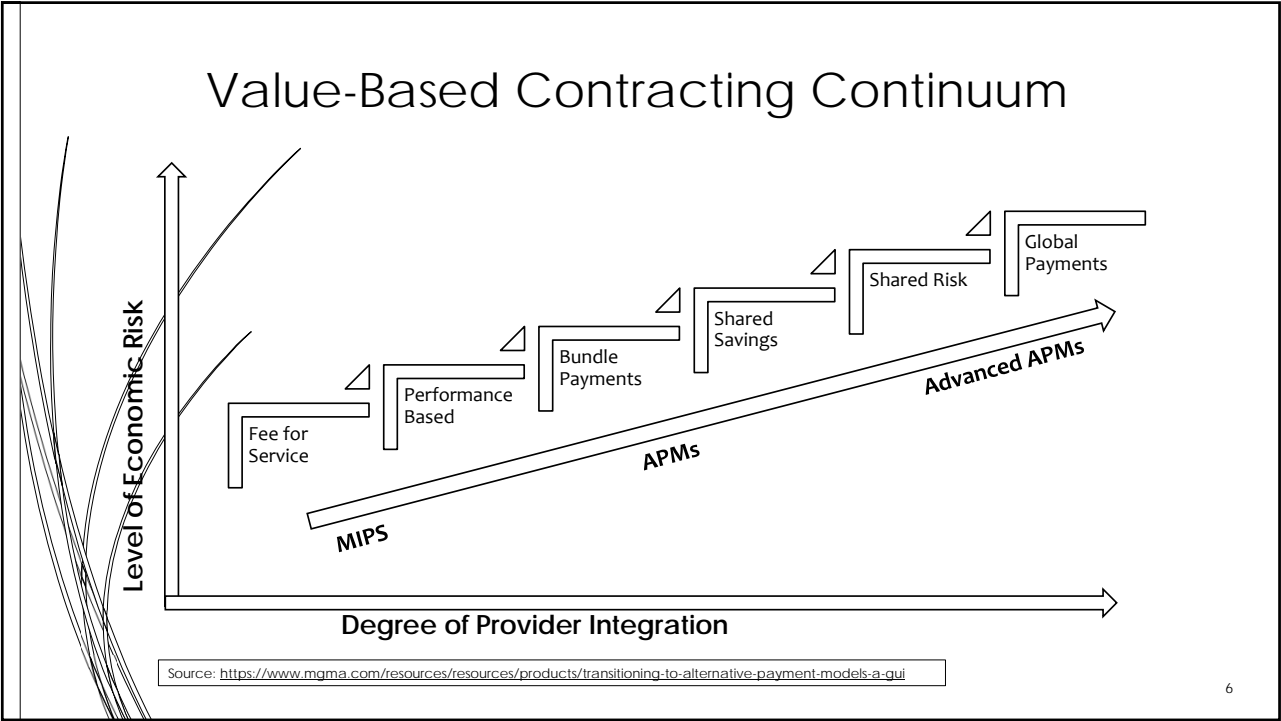 Value-Based Contracting Continuum
Level of Economic Risk
Fee for
Service
Performance
Based
Bundle
Payments
Shared
Savings
Shared Risk
Global
Payments
MIPS
APMs
Advanced APMs
Degree of Provider Integration
Source: https://www.mgma.com/resources/resources/products/transitioning-to-alternative-payment-models-a-gui
6